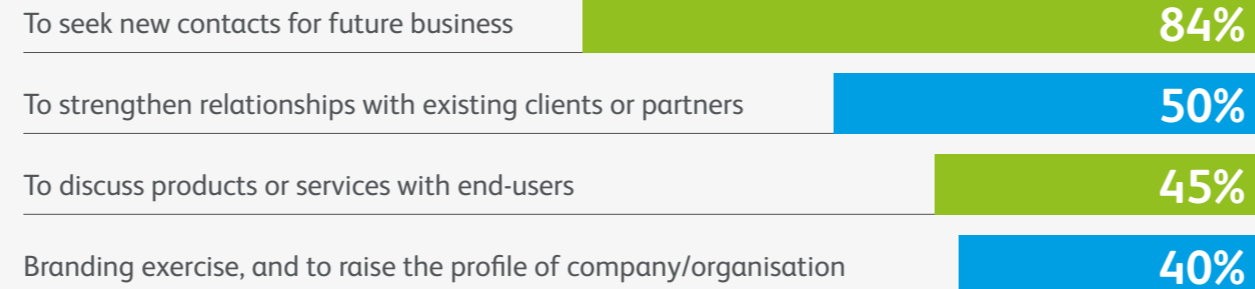 To seek new contacts for future business 84%
To strengthen relationships with existing clients or partners 50%
To discuss products or services with end-users 45%
Branding exercise, and to raise the profile of company/organisation 40%